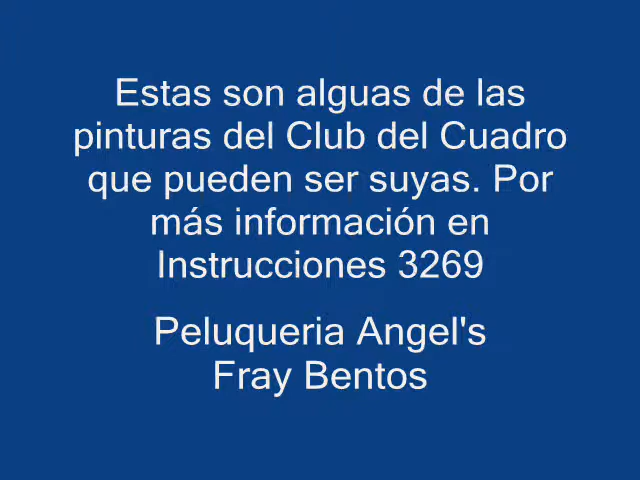 Estas son alguas de las
pinturas del Club del Cuadro
que pueden ser suyas. Por
más información en
Instrucciones 3269
Peluqueria Angel's
Fray Bentos